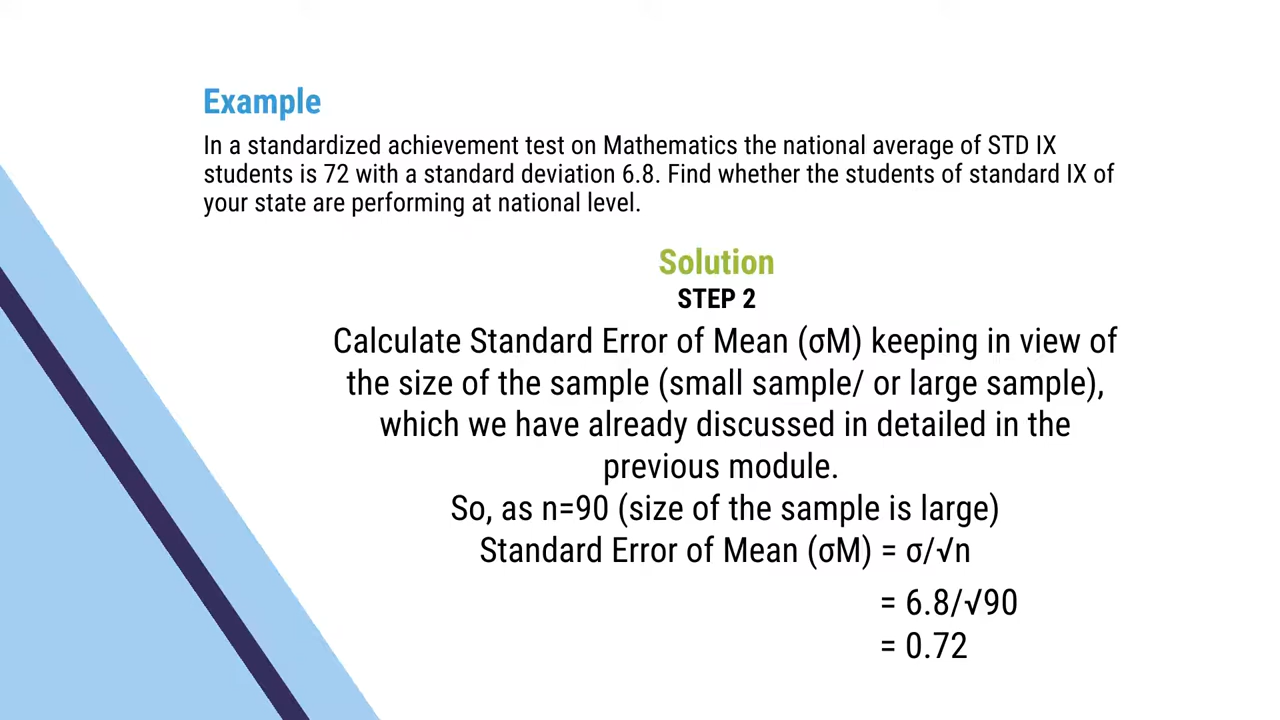 Example
In a standardized achievement test on Mathematics the national average of STD IX
students is 72 with a standard deviation 6.8. Find whether the students of standard IX of
your state are performing at national level.
Solution
STEP 2
Calculate Standard Error of Mean (σM) keeping in view of
the size of the sample (small sample/ or large sample),
which we have already discussed in detailed in the
previous module.
So, as n=90 (size of the sample is large)
Standard Error of Mean (σM) = σ/√n
= 6.8/√90
= 0.72